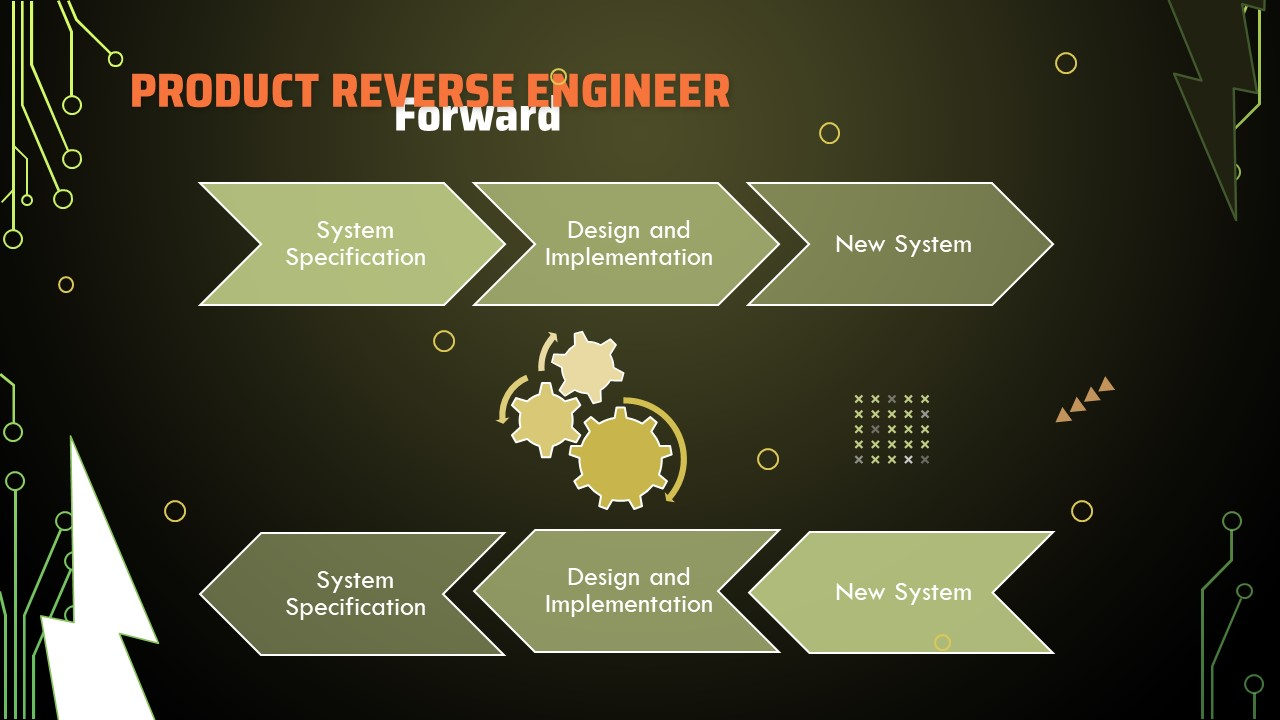 PRODUCT REVERSE ENGINEER
Forward
System
Specification
Design and
Implementation
New System
System
Specification
Design and
Implementation
New System